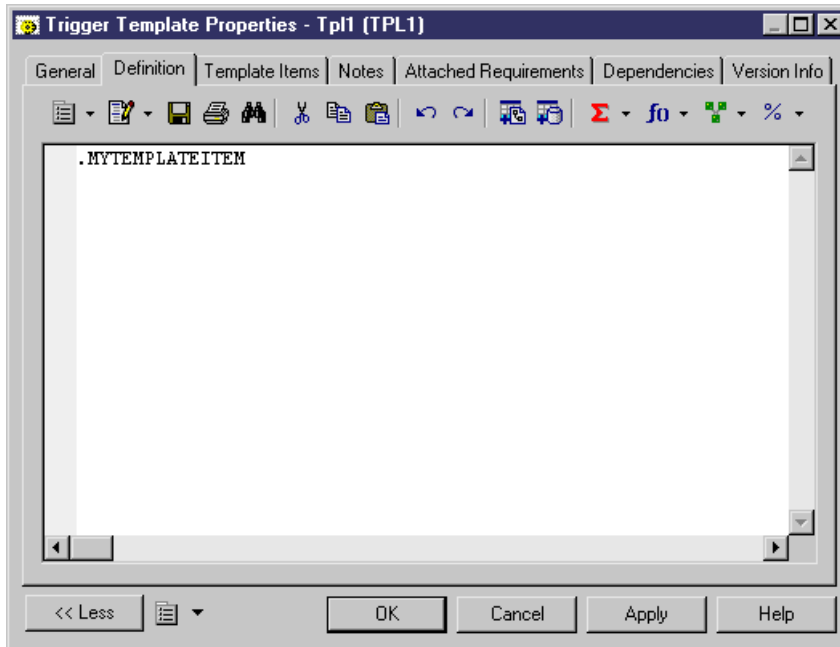 Trigger Template Properties - Tpl1 (TPL1)
General Definition Template Items Notes Attached Requirements Dependencies Version Info
Σ f() %
.MYTEMPLATEITEM
<< Less OK Cancel Apply Help